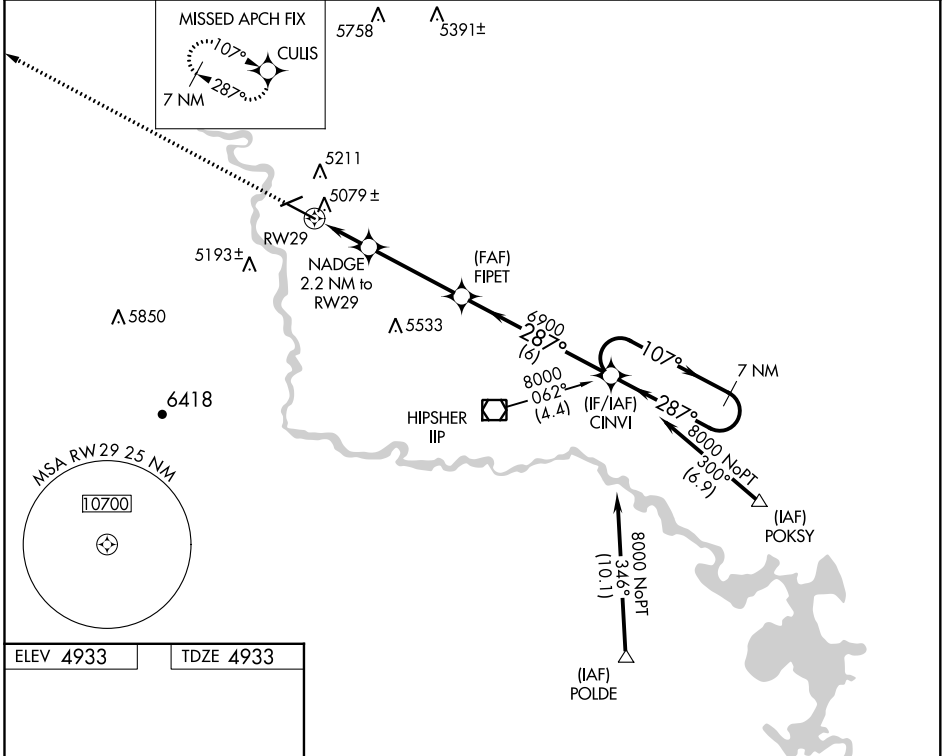 MISSED APCH FIX
107°
CULIS
287°
7 NM
5758
5391±
5211
5079±
RW29
5193±
NADGE
2.2 NM to
RW29
(FAF)
FIPET
5850
5533
6900
287°
(6)
107°
7 NM
8000
062°
(4.4)
HIPSHER
IIP
(IF/IAF)
CINVI
287°
8000 NoPT
300°
(6.9)
(IAF)
POKSY
6418
MSA RW29 25 NM
10700
8000 NoPT
346°
(10.1)
(IAF)
POLDE
ELEV 4933
TDZE 4933